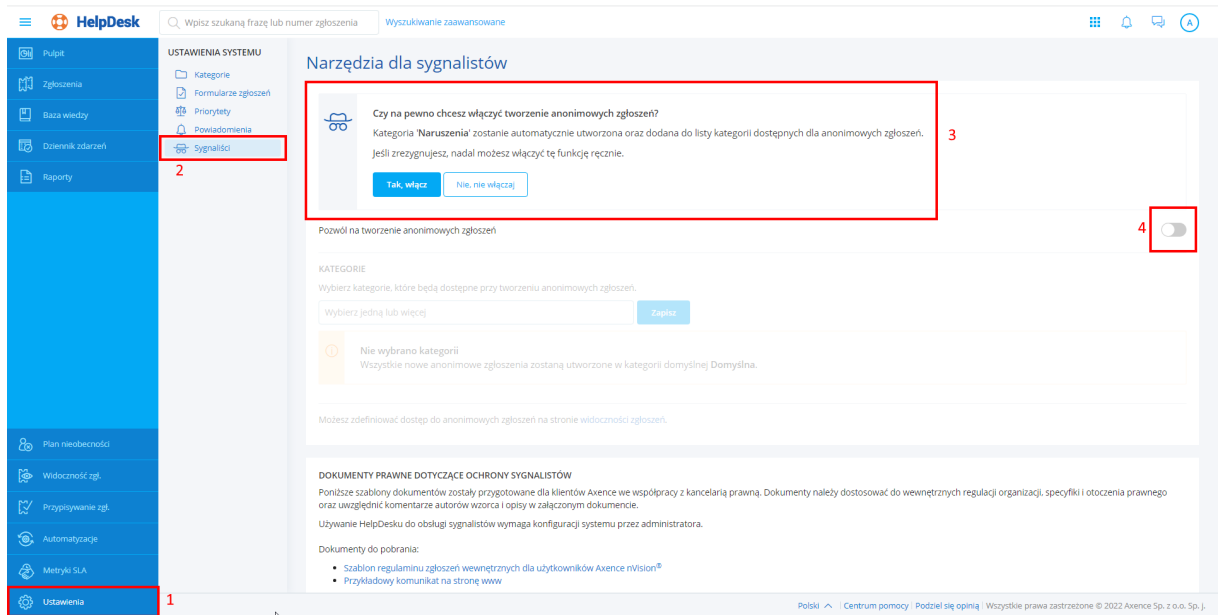 HelpDesk
Wpisz szukaną frazę lub numer zgłoszenia
Wyszukiwanie zaawansowane
A
Pulpit
Zgłoszenia
Baza wiedzy
Dziennik zdarzeń
Raporty
Plan nieobecności
Widoczność zgł.
Przypisywanie zgł.
Automatyzacje
Metryki SLA
Ustawienia
1
USTAWIENIA SYSTEMU
Kategorie
Formularze zgłoszeń
Priorytety
Powiadomienia
Sygnaliści
2
Narzędzia dla sygnalistów
Czy na pewno chcesz włączyć tworzenie anonimowych zgłoszeń?
Kategoria 'Naruszenia' zostanie automatycznie utworzona oraz dodana do listy kategorii dostępnych dla anonimowych zgłoszeń.
Jeśli zrezygnujesz, nadal możesz włączyć tę funkcję ręcznie.
Tak, włącz
Nie, nie włączaj
3
Pozwól na tworzenie anonimowych zgłoszeń
4
KATEGORIE
Wybierz kategorie, które będą dostępne przy tworzeniu anonimowych zgłoszeń.
Wybierz jedną lub więcej
Zapisz
Nie wybrano kategorii
Wszystkie nowe anonimowe zgłoszenia zostaną utworzone w kategorii domyślnej Domyślna.
Możesz zdefiniować dostęp do anonimowych zgłoszeń na stronie widoczności zgłoszeń.
DOKUMENTY PRAWNE DOTYCZĄCE OCHRONY SYGNALISTÓW
Poniższe szablony dokumentów zostały przygotowane dla klientów Axence we współpracy z kancelarią prawną. Dokumenty należy dostosować do wewnętrznych regulacji organizacji, specyfiki i otoczenia prawnego
oraz uwzględnić komentarze autorów wzorca i opisy w załączonym dokumencie.
Używanie HelpDesku do obsługi sygnalistów wymaga konfiguracji systemu przez administratora.
Dokumenty do pobrania:
Szablon regulaminu zgłoszeń wewnętrznych dla użytkowników Axence nVision®
Przykładowy komunikat na stronę www
Polski
Centrum pomocy | Podziel się opinią | Wszystkie prawa zastrzeżone © 2022 Axence Sp. z o.o. Sp. j.